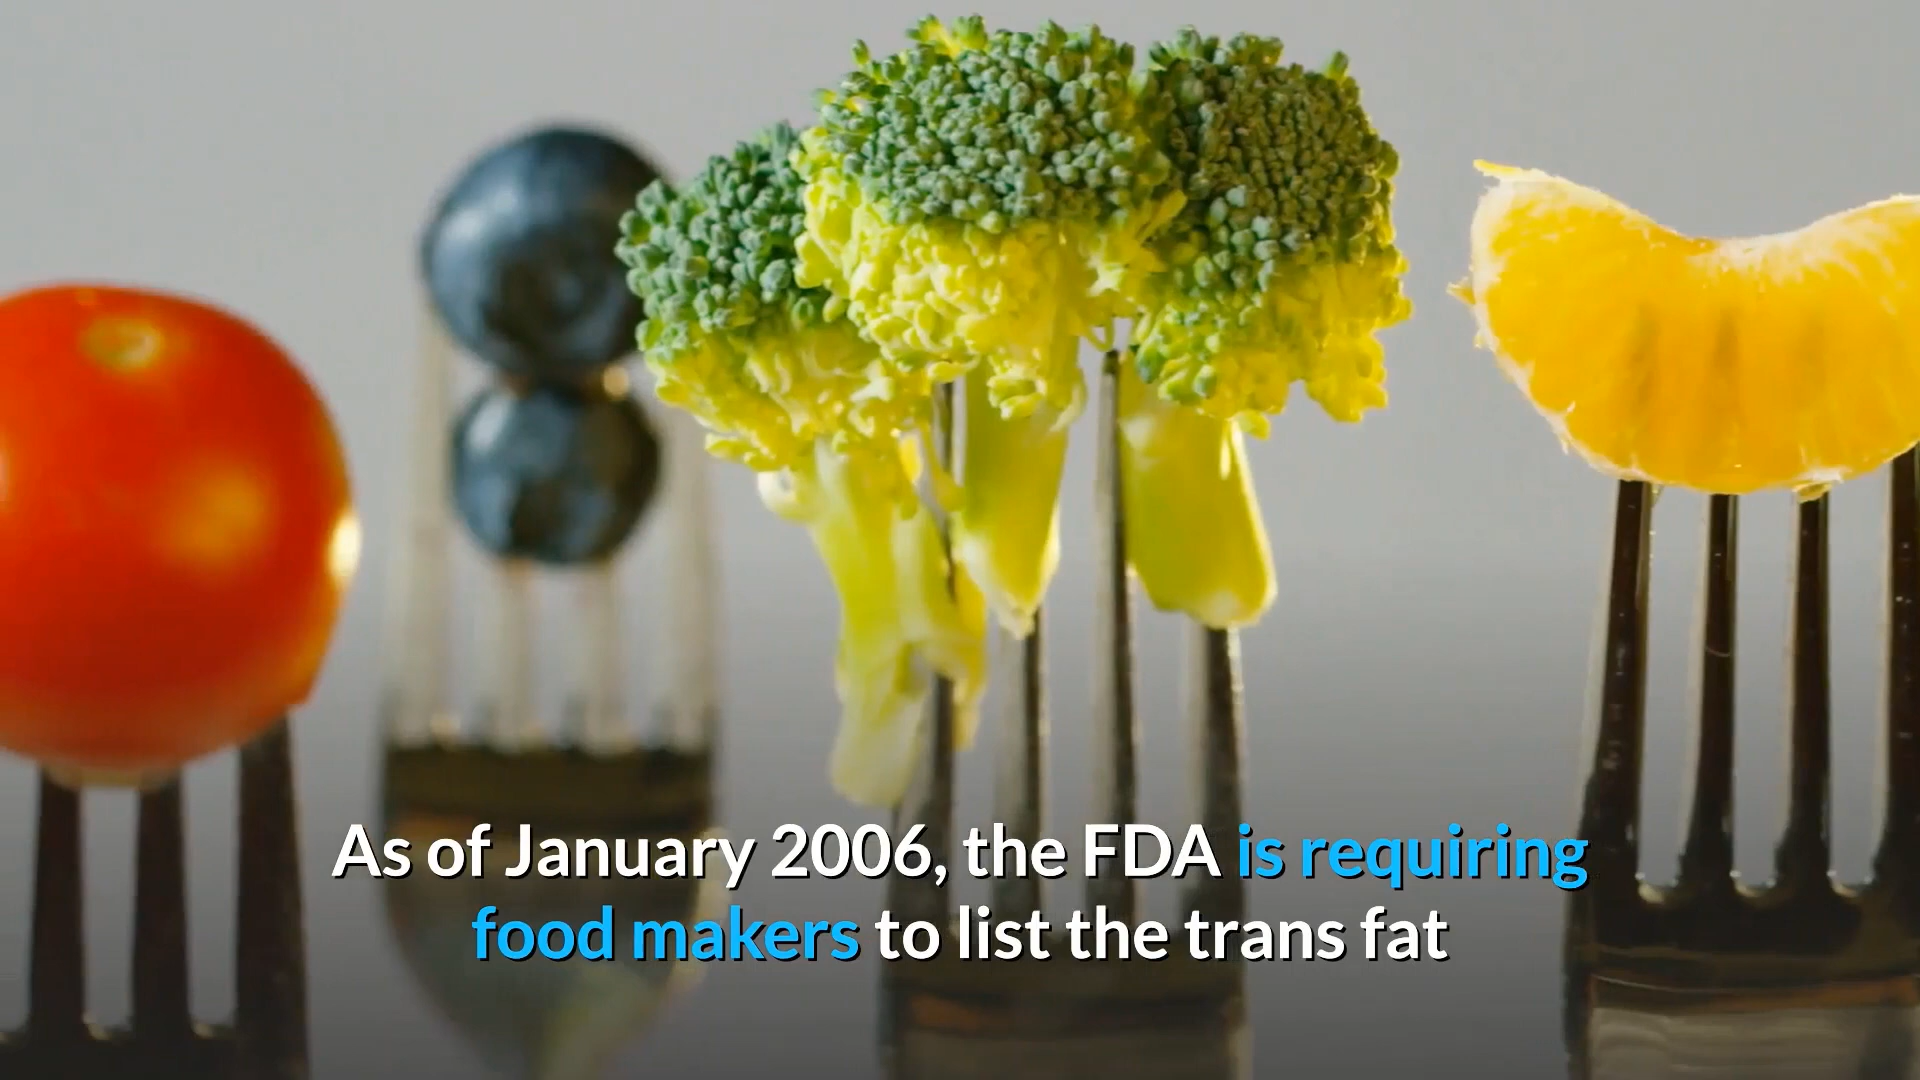 As of January 2006, the FDA is requiring
food makers to list the trans fat